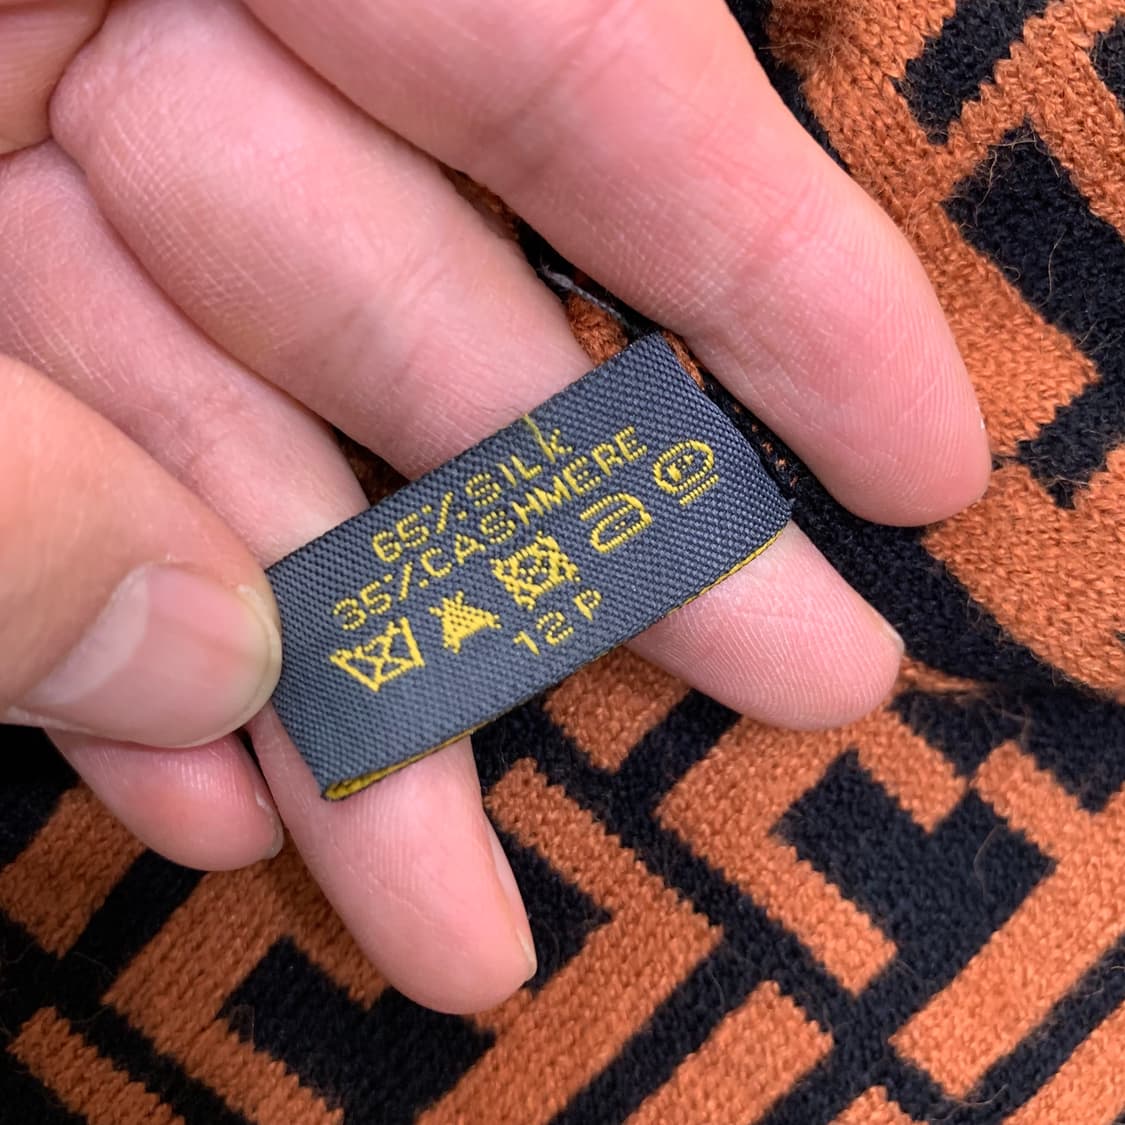 65% SILK
35% CASHMERE
P
12 P